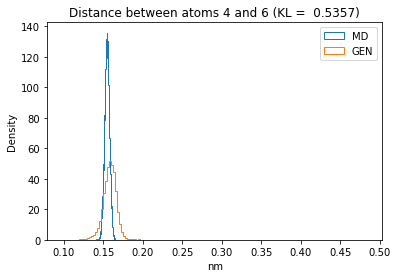 Distance between atoms 4 and 6 (KL =  0.5357)
140
120
100
80
60
40
20
0
Density
MD
GEN
0.10 0.15 0.20 0.25 0.30 0.35 0.40 0.45 0.50
nm